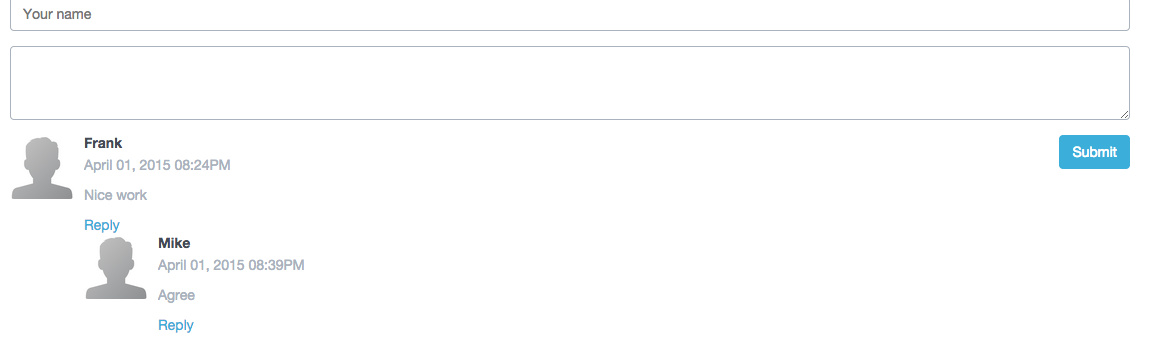 Your name
Frank
Submit
April 01, 2015 08:24PM
Nice work
Reply
Mike
April 01, 2015 08:39PM
Agree
Reply